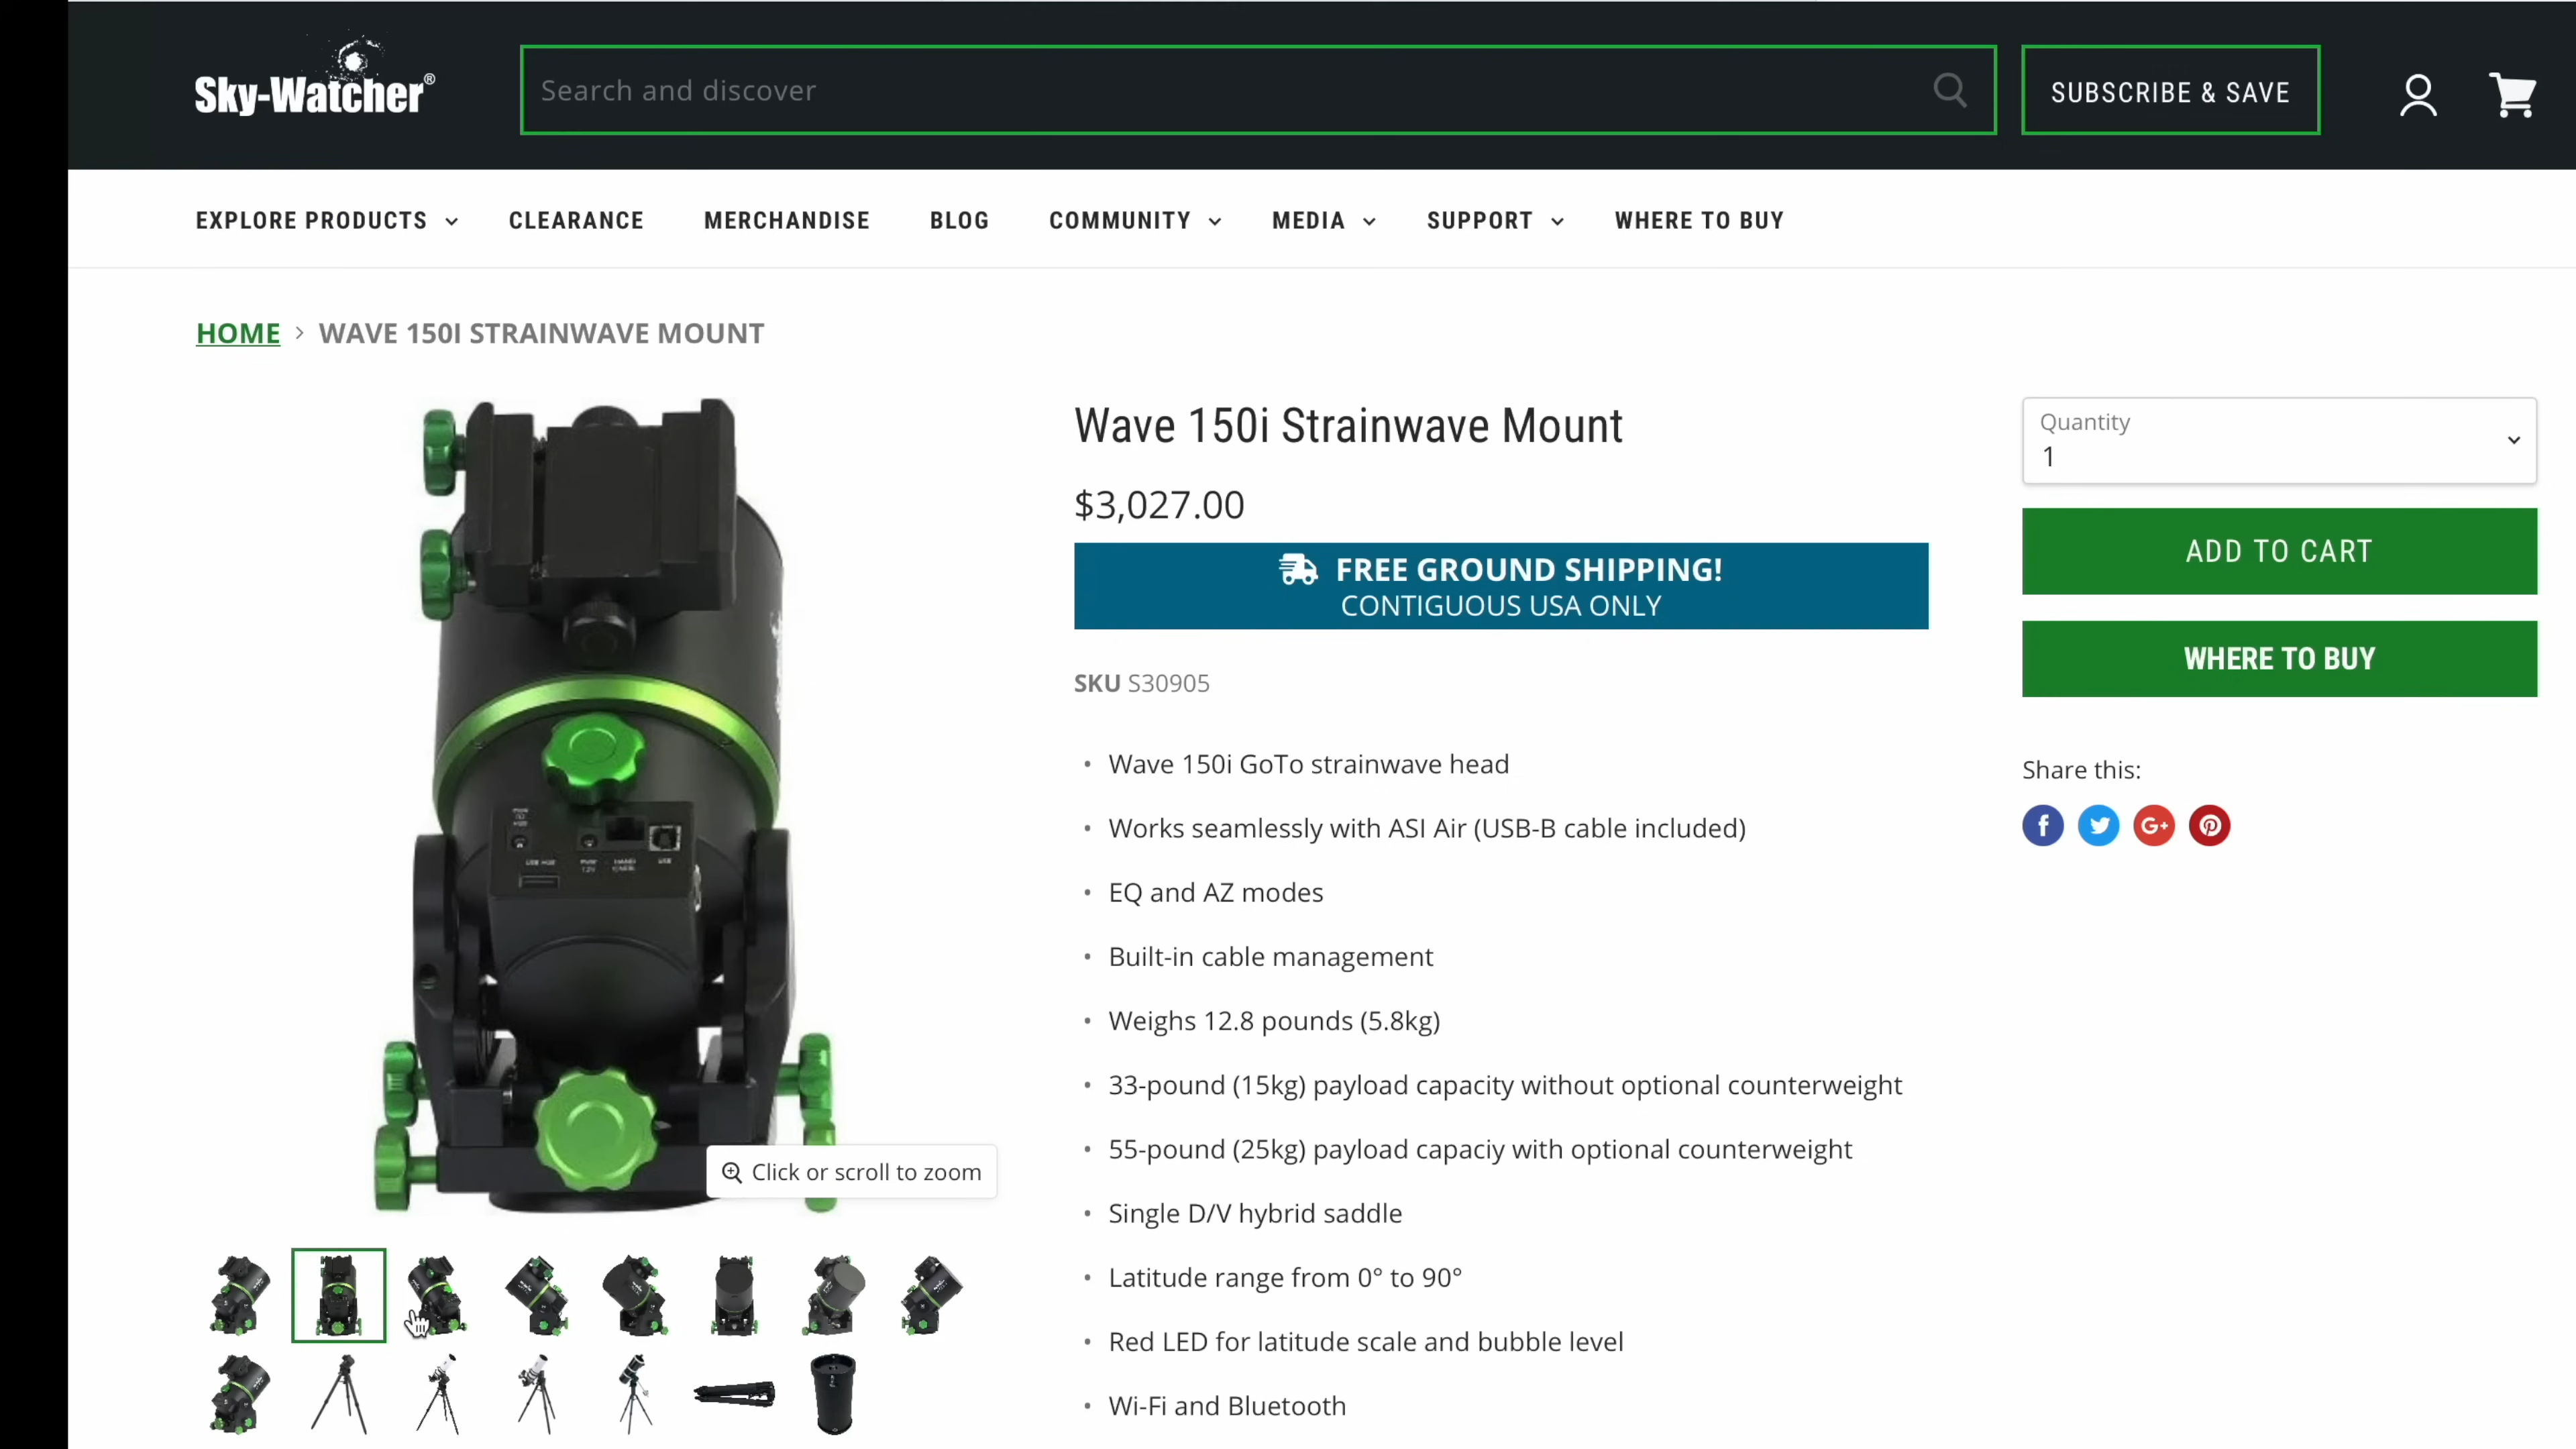 Sky-Watcher®
Search and discover
SUBSCRIBE & SAVE
EXPLORE PRODUCTS
CLEARANCE
MERCHANDISE
BLOG
COMMUNITY
MEDIA
SUPPORT
WHERE TO BUY
HOME > WAVE 150I STRAINWAVE MOUNT
Wave 150i Strainwave Mount
$3,027.00
FREE GROUND SHIPPING!
CONTIGUOUS USA ONLY
SKU S30905
• Wave 150i GoTo strainwave head
• Works seamlessly with ASI Air (USB-B cable included)
• EQ and AZ modes
• Built-in cable management
• Weighs 12.8 pounds (5.8kg)
• 33-pound (15kg) payload capacity without optional counterweight
• 55-pound (25kg) payload capaciy with optional counterweight
• Single D/V hybrid saddle
• Latitude range from 0° to 90°
• Red LED for latitude scale and bubble level
• Wi-Fi and Bluetooth
Quantity
1
ADD TO CART
WHERE TO BUY
Share this:
f
G+
USB HUB
USB
Click or scroll to zoom